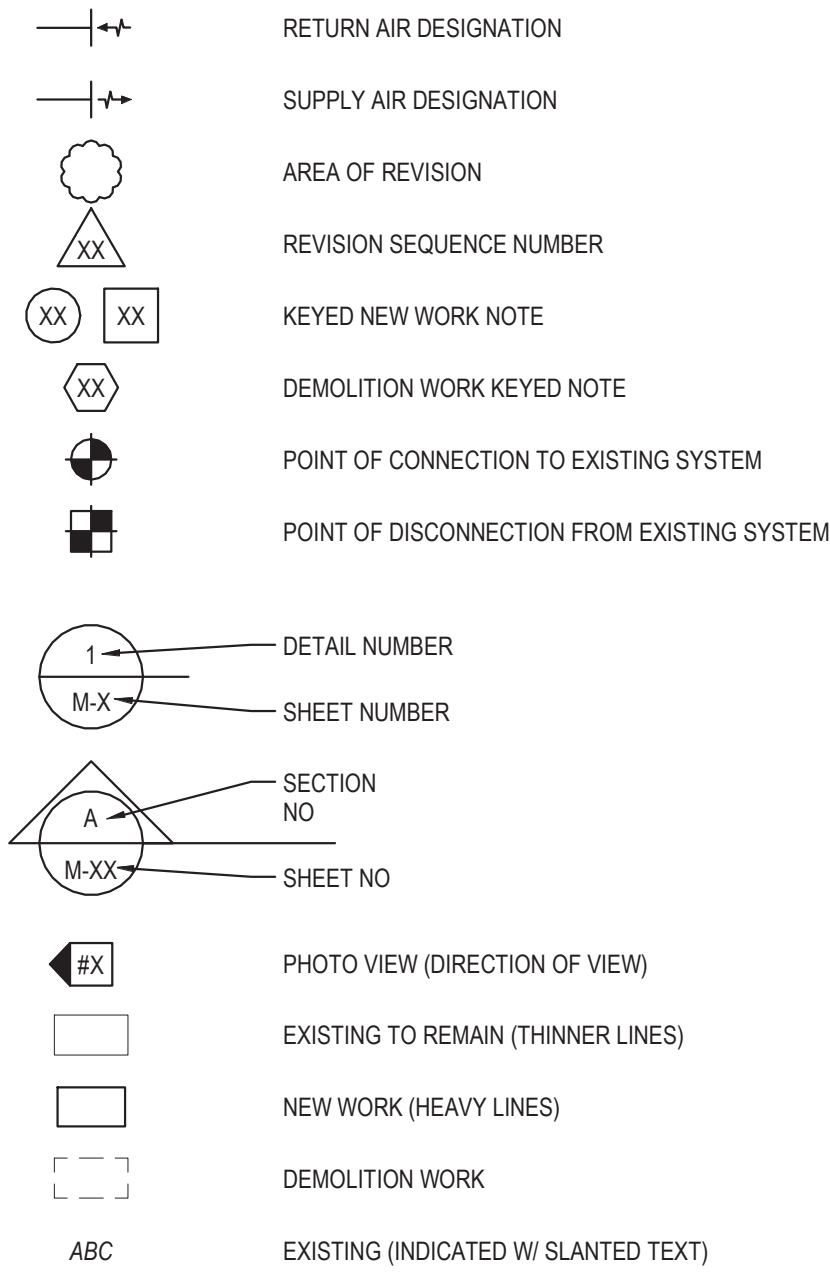 RETURN AIR DESIGNATION
SUPPLY AIR DESIGNATION
AREA OF REVISION
XX REVISION SEQUENCE NUMBER
XX XX KEYED NEW WORK NOTE
XX DEMOLITION WORK KEYED NOTE
POINT OF CONNECTION TO EXISTING SYSTEM
POINT OF DISCONNECTION FROM EXISTING SYSTEM
1 DETAIL NUMBER
M-X SHEET NUMBER
A SECTION
NO
M-XX SHEET NO
#X PHOTO VIEW (DIRECTION OF VIEW)
EXISTING TO REMAIN (THINNER LINES)
NEW WORK (HEAVY LINES)
DEMOLITION WORK
ABC EXISTING (INDICATED W/ SLANTED TEXT)